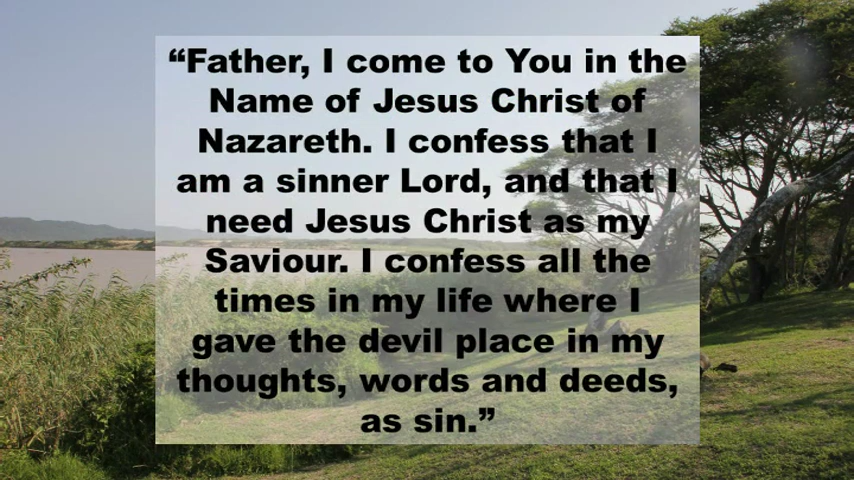 “Father, I come to You in the
Name of Jesus Christ of
Nazareth. I confess that I
am a sinner Lord, and that I
need Jesus Christ as my
Saviour. I confess all the
times in my life where I
gave the devil place in my
thoughts, words and deeds,
as sin.”